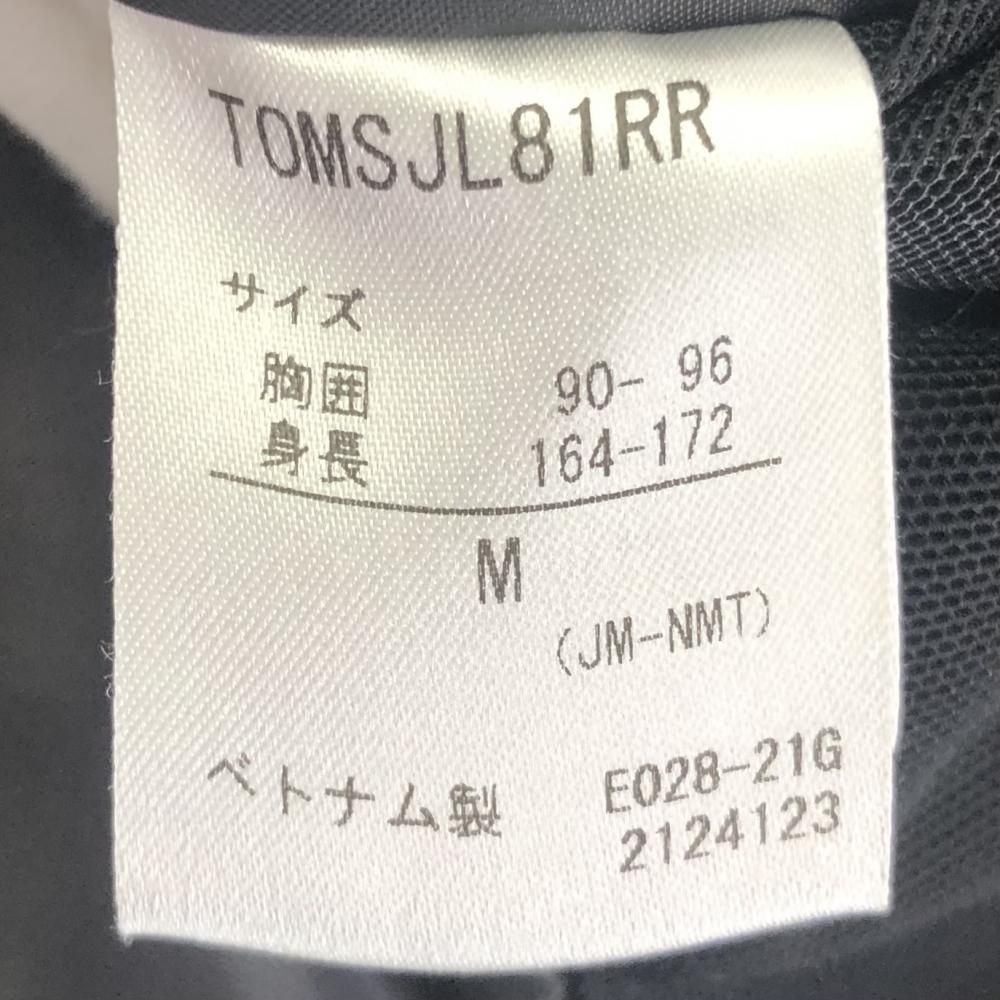 TOMSJL81RR
サイズ
胸囲 90- 96
身長 164-172
M
(JM-NMT)
ベトナム製 E028-21G
2124123